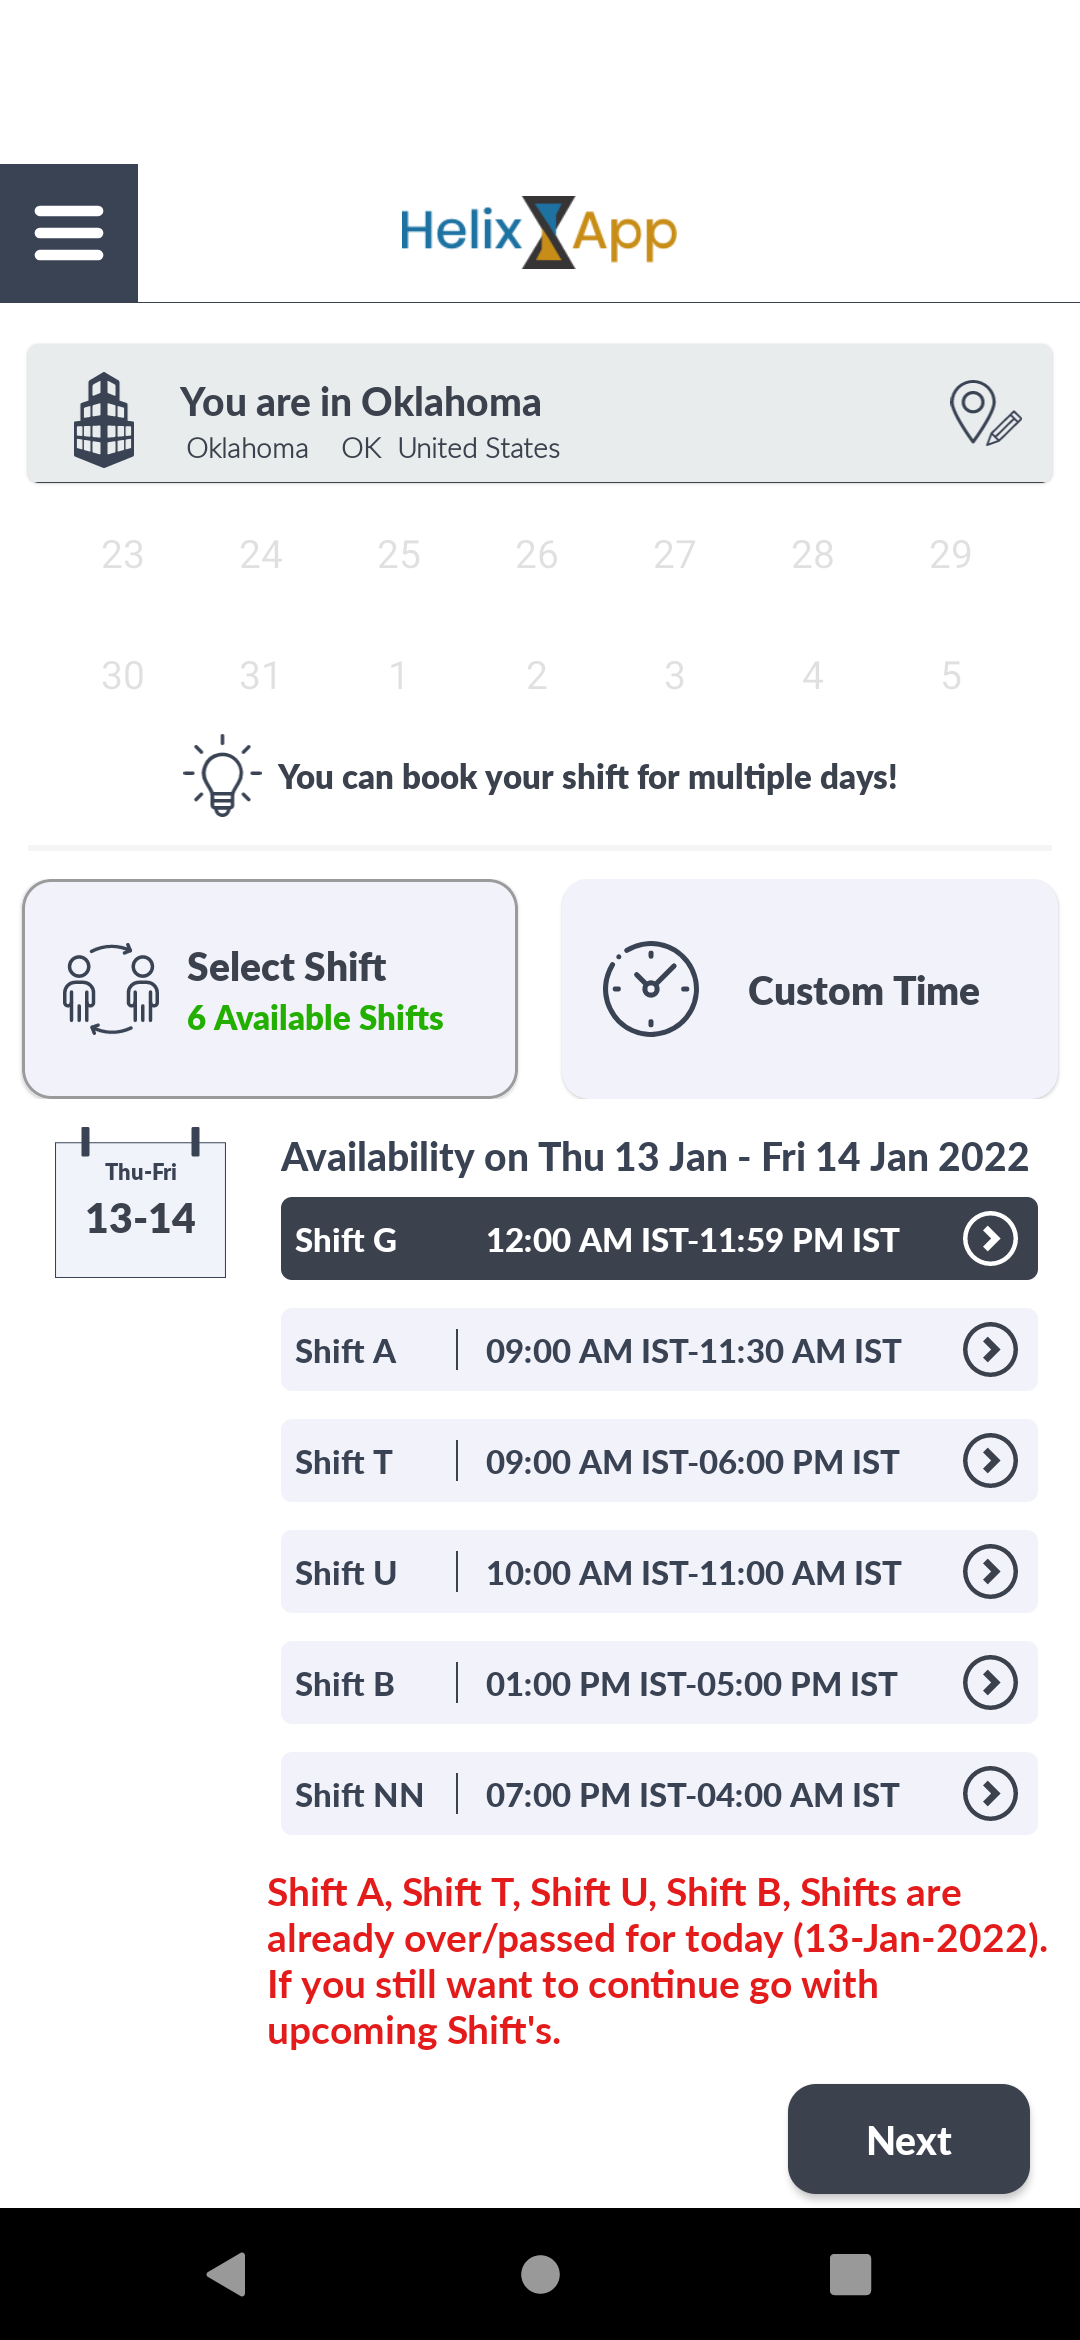 Helix App
You are in Oklahoma
Oklahoma OK United States
23 24 25 26 27 28 29
30 31 1 2 3 4 5
You can book your shift for multiple days!
Select Shift
6 Available Shifts
Custom Time
Thu-Fri
13-14
Availability on Thu 13 Jan - Fri 14 Jan 2022
Shift G 12:00 AM IST-11:59 PM IST
Shift A 09:00 AM IST-11:30 AM IST
Shift T 09:00 AM IST-06:00 PM IST
Shift U 10:00 AM IST-11:00 AM IST
Shift B 01:00 PM IST-05:00 PM IST
Shift NN 07:00 PM IST-04:00 AM IST
Shift A, Shift T, Shift U, Shift B, Shifts are
already over/passed for today (13-Jan-2022).
If you still want to continue go with
upcoming Shift's.
Next